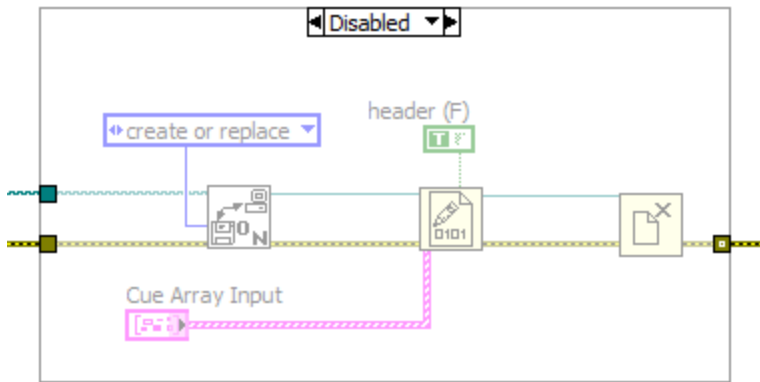 Disabled
header (F)
create or replace
T F
O N
0101
Cue Array Input